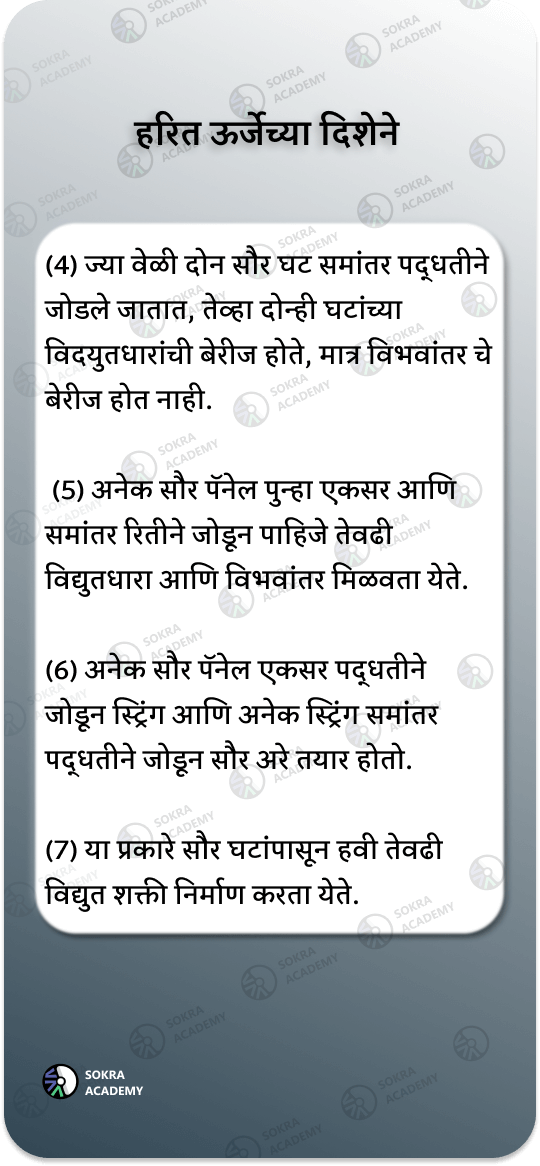 हरित ऊर्जेच्या दिशेने
(4) ज्या वेळी दोन सौर घट समांतर पद्धतीने
जोडले जातात, तेव्हा दोन्ही घटांच्या
विदयुतधारांची बेरीज होते, मात्र विभवांतर चे
बेरीज होत नाही.
(5) अनेक सौर पॅनेल पुन्हा एकसर आणि
समांतर रितीने जोडून पाहिजे तेवढी
विद्युतधारा आणि विभवांतर मिळवता येते.
(6) अनेक सौर पॅनेल एकसर पद्धतीने
जोडून स्ट्रिंग आणि अनेक स्ट्रिंग समांतर
पद्धतीने जोडून सौर अरे तयार होतो.
(7) या प्रकारे सौर घटांपासून हवी तेवढी
विद्युत शक्ती निर्माण करता येते.
SOKRA
ACADEMY